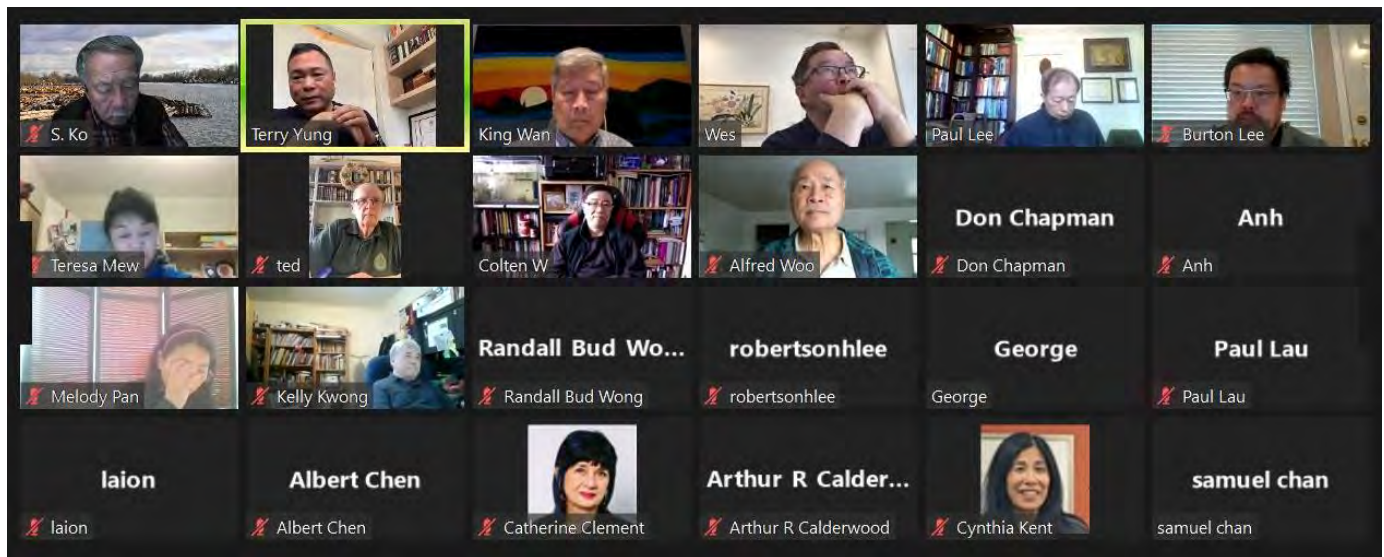 S. Ko
Terry Yung
King Wan
Wes
Paul Lee
Burton Lee
Teresa Mew
ted
Colten W
Alfred Woo
Don Chapman
Don Chapman
Anh
Anh
Melody Pan
Kelly Kwong
Randall Bud Wo...
Randall Bud Wong
robertsonhlee
robertsonhlee
George
George
Paul Lau
Paul Lau
laion
laion
Albert Chen
Albert Chen
Catherine Clement
Arthur R Calder...
Arthur R Calderwood
Cynthia Kent
samuel chan
samuel chan